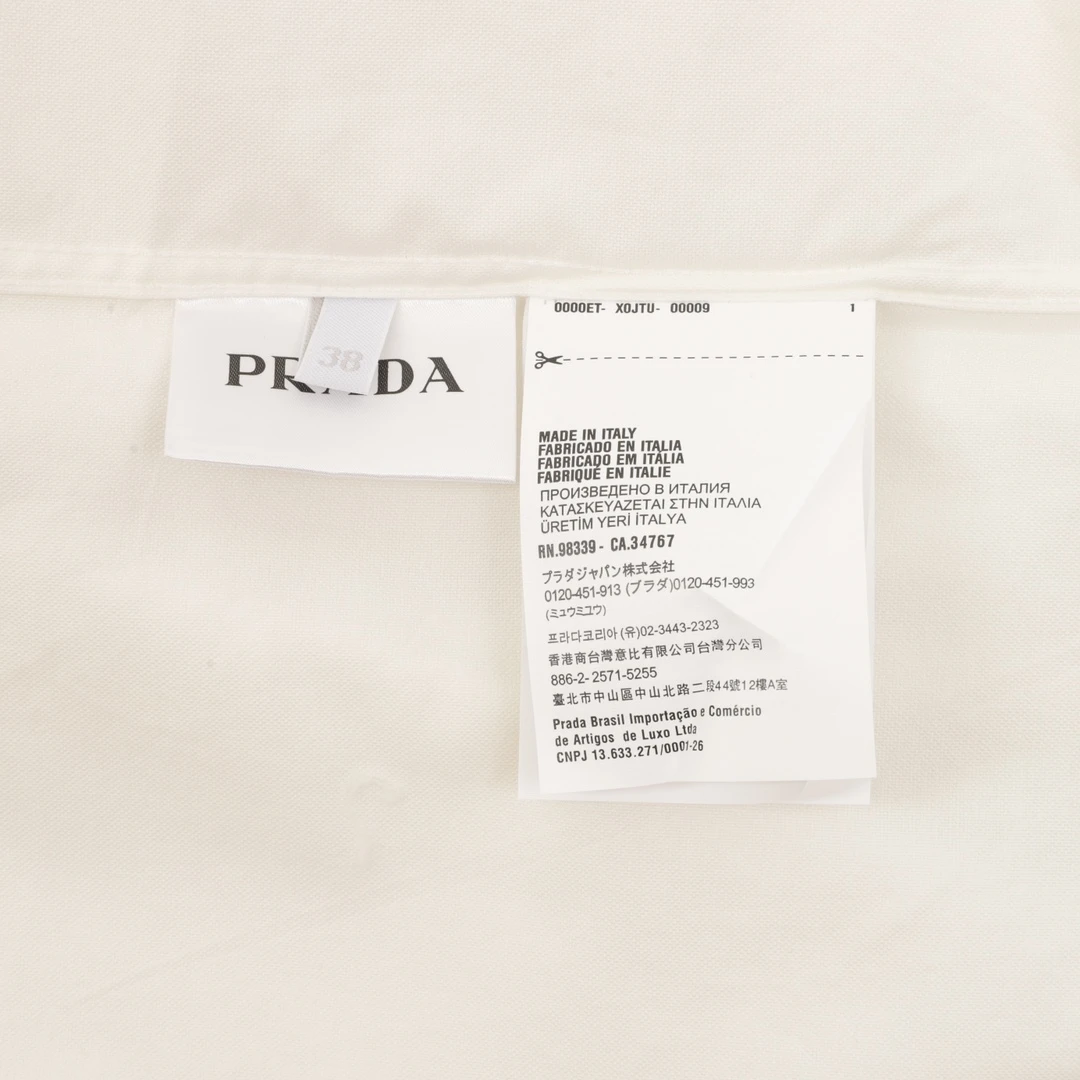 PRADA
38
0000ET- X0JTU- 00009 1
MADE IN ITALY
FABRICADO EN ITALIA
FABRICADO EM ITÁLIA
FABRIQUÉ EN ITALIE
ПРОИЗВЕДЕНО В ИТАЛИЯ
ΚΑΤΑΣΚΕΥΑΖΕΤΑΙ ΣΤΗΝ ΙΤΑΛΙΑ
ÜRETİM YERİ İTALYA
RN.98339 - CA.34767
プラダジャパン株式会社
0120-451-913 (プラダ)0120-451-993
(ミュウミユウ)
프라다코리아(유)02-3443-2323
香港商台灣意比有限公司台灣分公司
886-2- 2571-5255
臺北市中山區中山北路二段44號12樓A室
Prada Brasil Importação e Comércio
de Artigos de Luxo Ltda
CNPJ 13.633.271/0001-26